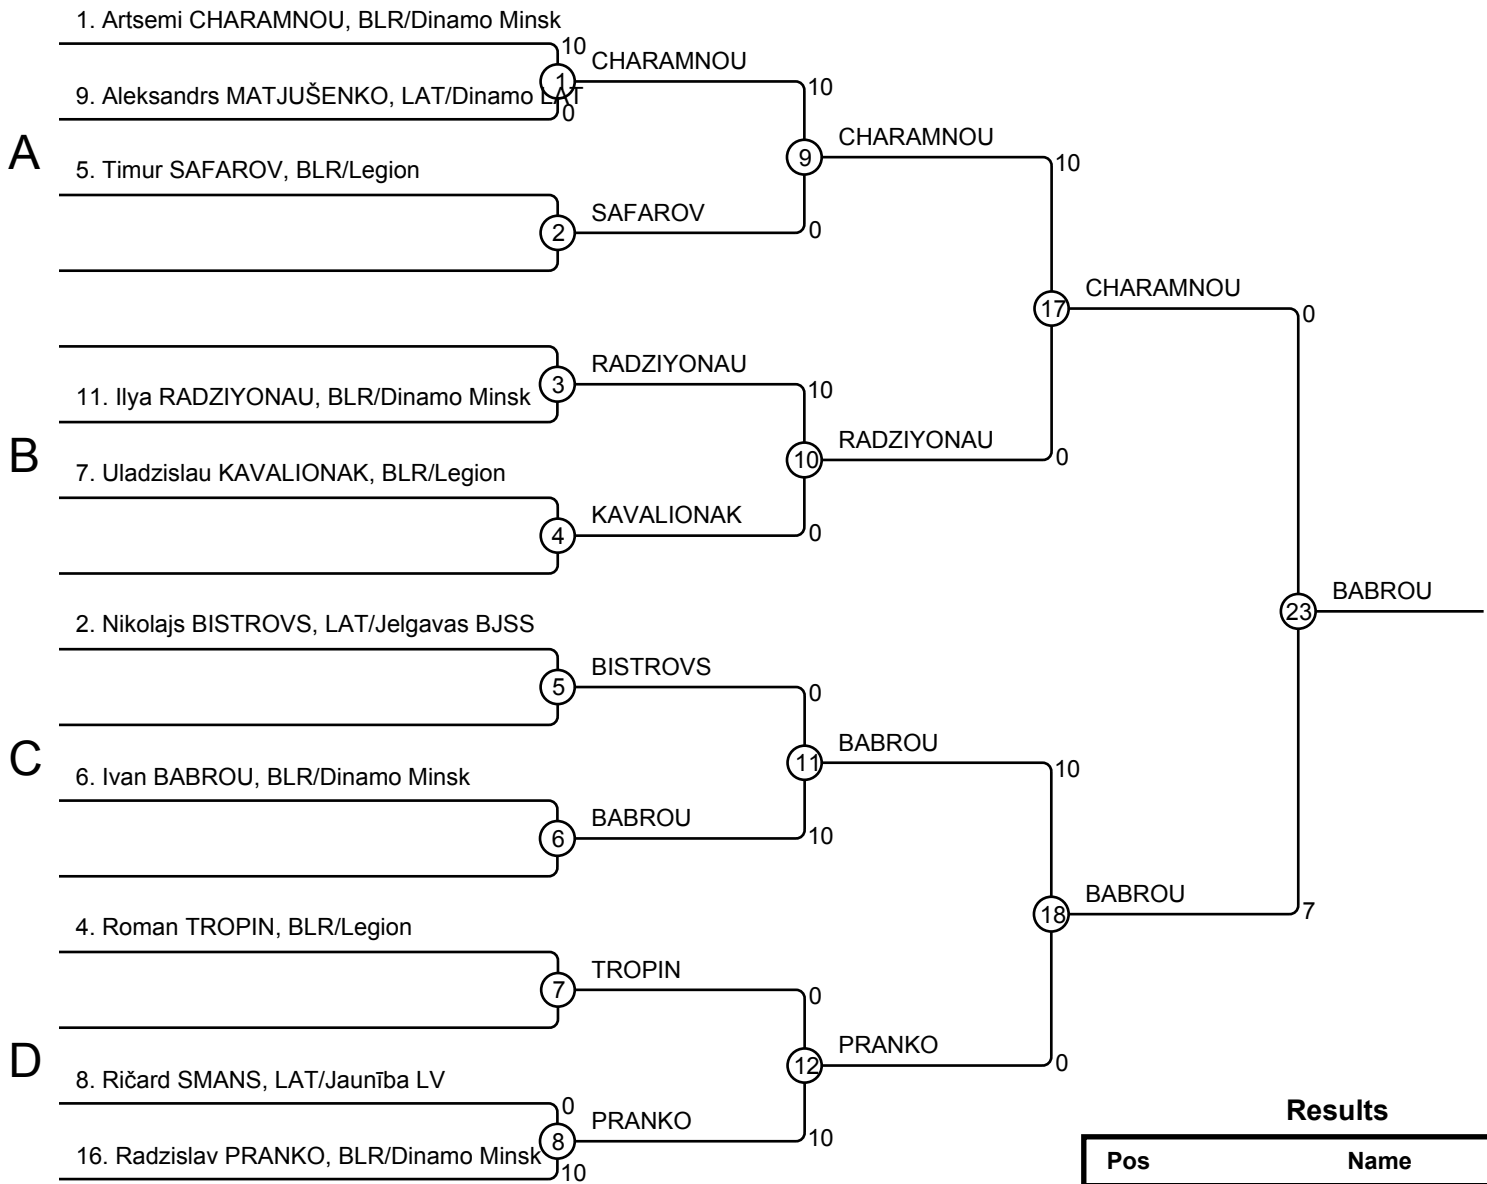 1. Artsemi CHARAMNOU, BLR/Dinamo Minsk
10
CHARAMNOU
1
10
9. Aleksandrs MATJUŠENKO, LAT/Dinamo LAT
0
CHARAMNOU
A
9
10
5. Timur SAFAROV, BLR/Legion
SAFAROV
2
0
CHARAMNOU
17
0
RADZIYONAU
3
10
11. Ilya RADZIYONAU, BLR/Dinamo Minsk
RADZIYONAU
B
10
0
7. Uladzislau KAVALIONAK, BLR/Legion
KAVALIONAK
4
0
BABROU
23
2. Nikolajs BISTROVS, LAT/Jelgavas BJSS
BISTROVS
5
0
BABROU
C
11
10
6. Ivan BABROU, BLR/Dinamo Minsk
BABROU
6
10
BABROU
18
7
4. Roman TROPIN, BLR/Legion
TROPIN
7
0
PRANKO
D
12
0
8. Ričard SMANS, LAT/Jaunība LV
0
PRANKO
8
10
16. Radzislav PRANKO, BLR/Dinamo Minsk
10
Results
Pos Name